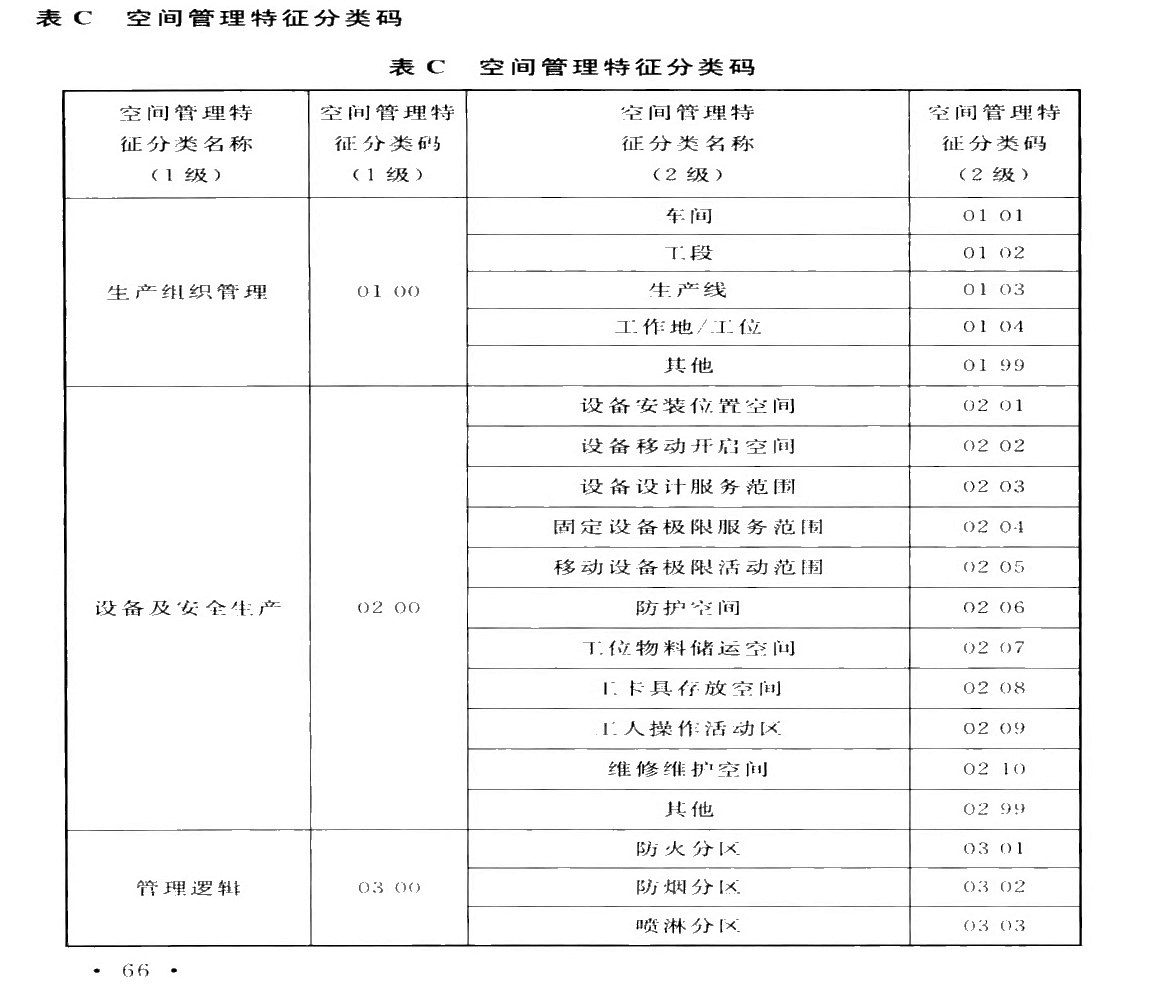 表 C 空间管理特征分类码
表 C 空间管理特征分类码
空间管理特征分类名称（1 级） 空间管理特征分类码（1 级） 空间管理特征分类名称（2 级） 空间管理特征分类码（2 级）
生产组织管理 01 00 车间 01 01
工段 01 02
生产线 01 03
工作地/工位 01 04
其他 01 99
设备及安全生产 02 00 设备安装位置空间 02 01
设备移动开启空间 02 02
设备设计服务范围 02 03
固定设备极限服务范围 02 04
移动设备极限活动范围 02 05
防护空间 02 06
工位物料储运空间 02 07
工卡具存放空间 02 08
工人操作活动区 02 09
维修维护空间 02 10
其他 02 99
管理逻辑 03 00 防火分区 03 01
防烟分区 03 02
喷淋分区 03 03
· 66 ·